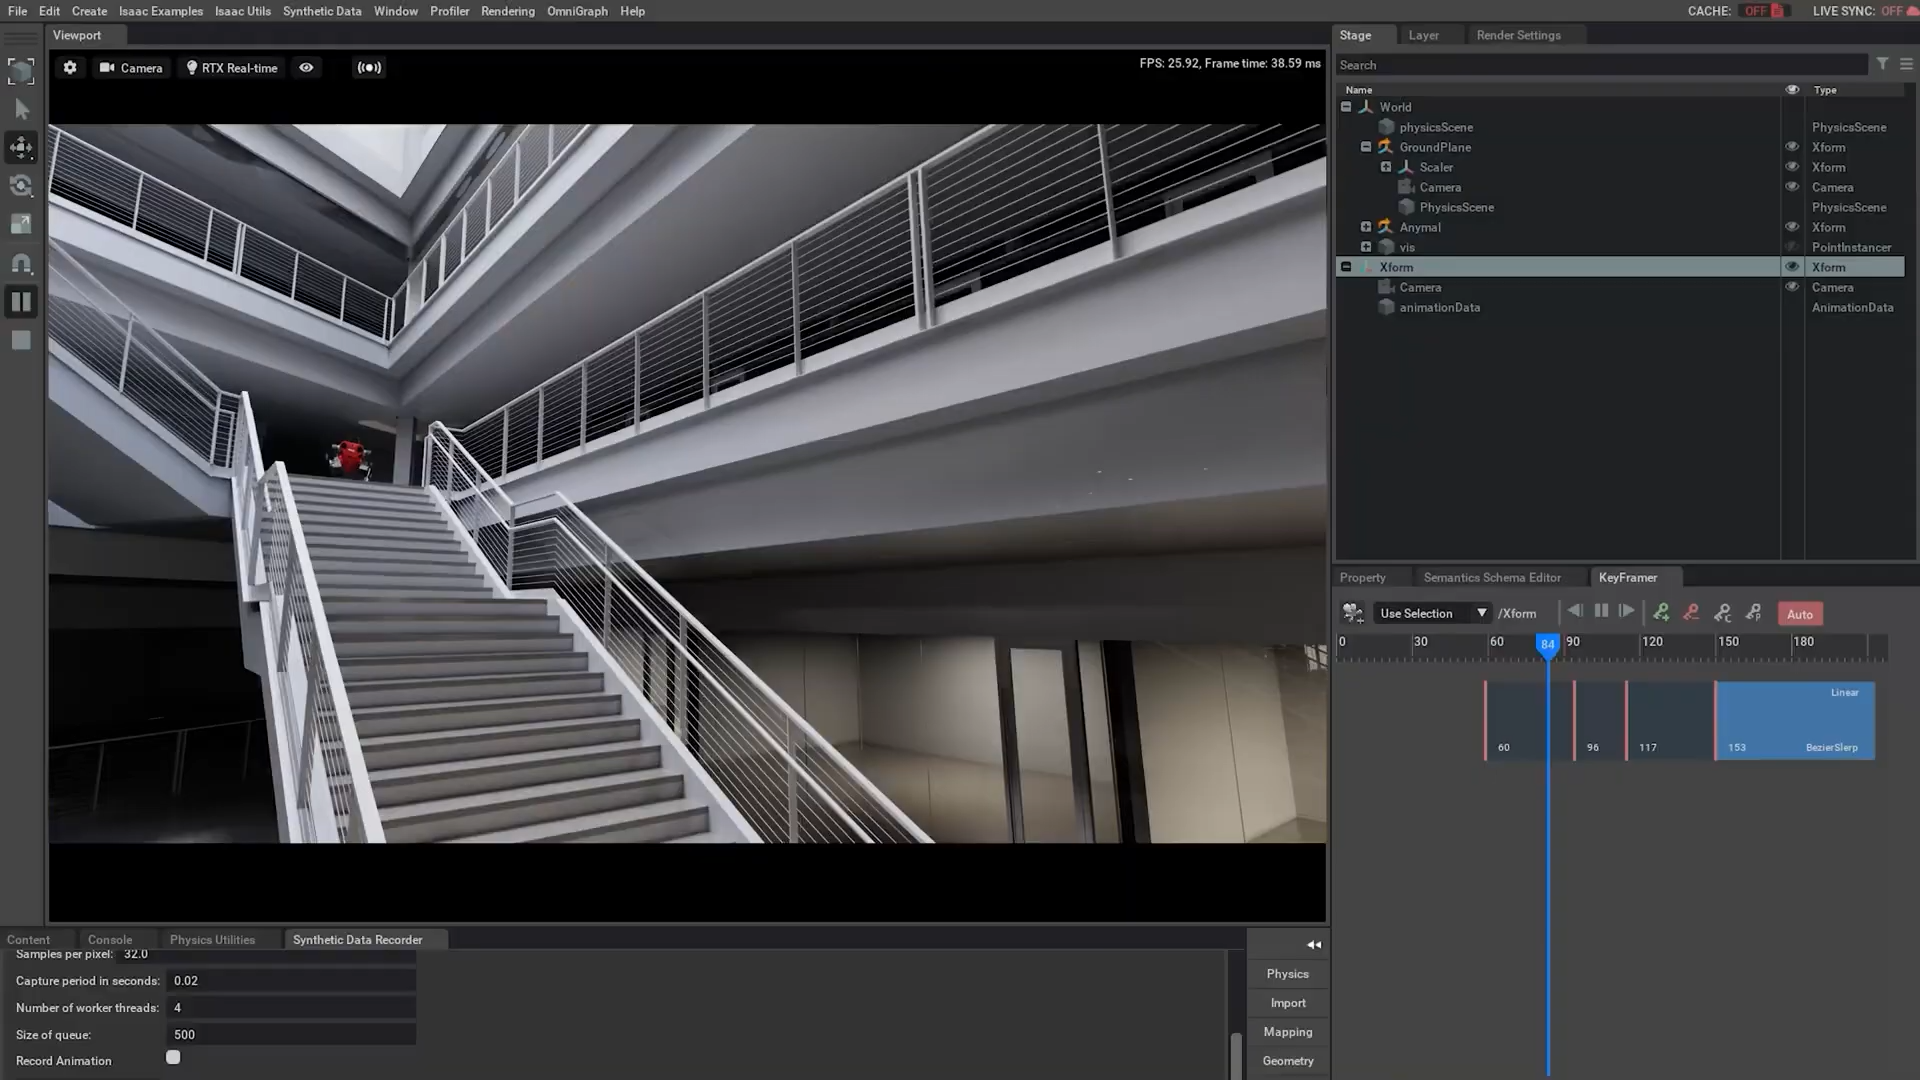 File Edit Create Isaac Examples Isaac Utils Synthetic Data Window Profiler Rendering OmniGraph Help CACHE: OFF LIVE SYNC: OFF
Viewport
Camera RTX Real-time FPS: 25.92, Frame time: 38.59 ms
Stage Layer Render Settings
Search
Name Type
World
physicsScene PhysicsScene
GroundPlane Xform
Scaler Xform
Camera Camera
PhysicsScene PhysicsScene
Anymal Xform
vis PointInstancer
Xform Xform
Camera Camera
animationData AnimationData
Property Semantics Schema Editor KeyFramer
Use Selection /Xform Auto
0 30 60 84 90 120 150 180
Linear
60 96 117 153 BezierSlerp
Content Console Physics Utilities Synthetic Data Recorder
Samples per pixel: 32.0
Capture period in seconds: 0.02
Number of worker threads: 4
Size of queue: 500
Record Animation
Physics
Import
Mapping
Geometry